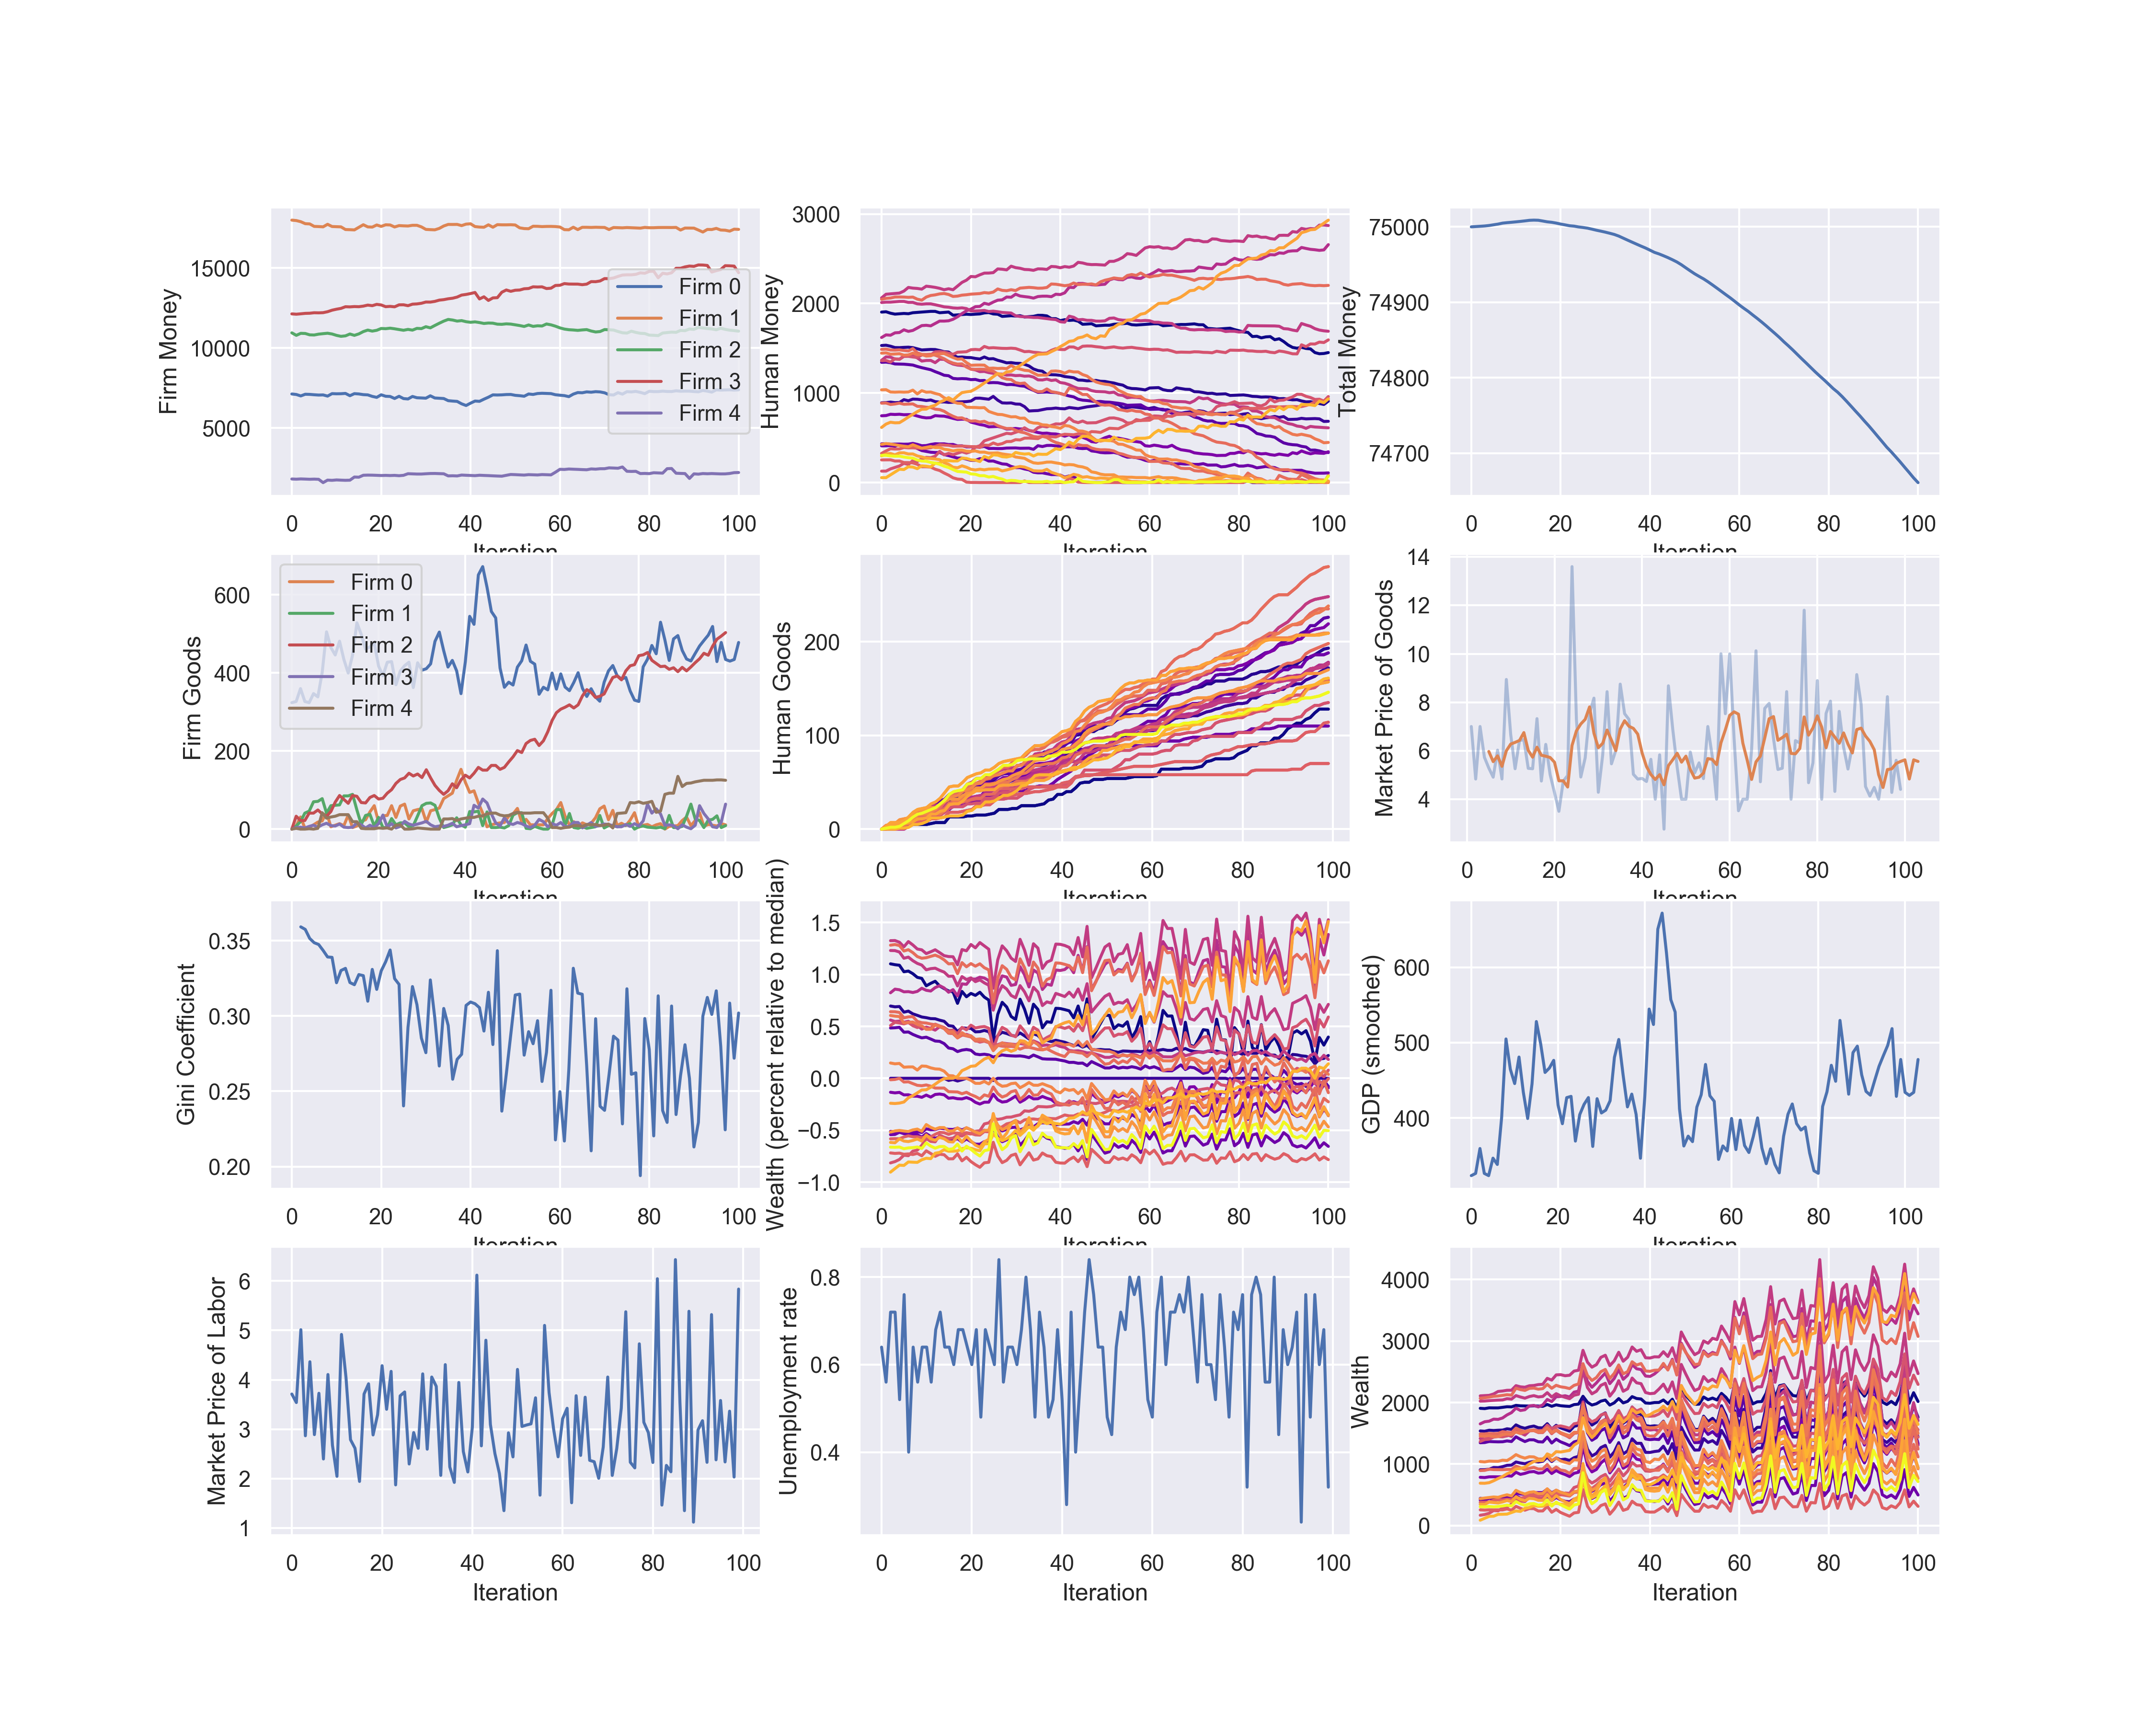 Firm Money
15000
10000
5000
0 20 40 60 80 100
Iteration
Firm 0
Firm 1
Firm 2
Firm 3
Firm 4
Human Money
3000
2000
1000
0
0 20 40 60 80 100
Iteration
Total Money
75000
74900
74800
74700
0 20 40 60 80 100
Iteration
Firm Goods
600
400
200
0
0 20 40 60 80 100
Iteration
Firm 0
Firm 1
Firm 2
Firm 3
Firm 4
Human Goods
200
100
0
0 20 40 60 80 100
Iteration
Market Price of Goods
14
12
10
8
6
4
0 20 40 60 80 100
Iteration
Gini Coefficient
0.35
0.30
0.25
0.20
0 20 40 60 80 100
Iteration
Wealth (percent relative to median)
1.5
1.0
0.5
0.0
−0.5
−1.0
0 20 40 60 80 100
Iteration
GDP (smoothed)
600
500
400
0 20 40 60 80 100
Iteration
Market Price of Labor
6
5
4
3
2
1
0 20 40 60 80 100
Iteration
Unemployment rate
0.8
0.6
0.4
0 20 40 60 80 100
Iteration
Wealth
4000
3000
2000
1000
0
0 20 40 60 80 100
Iteration